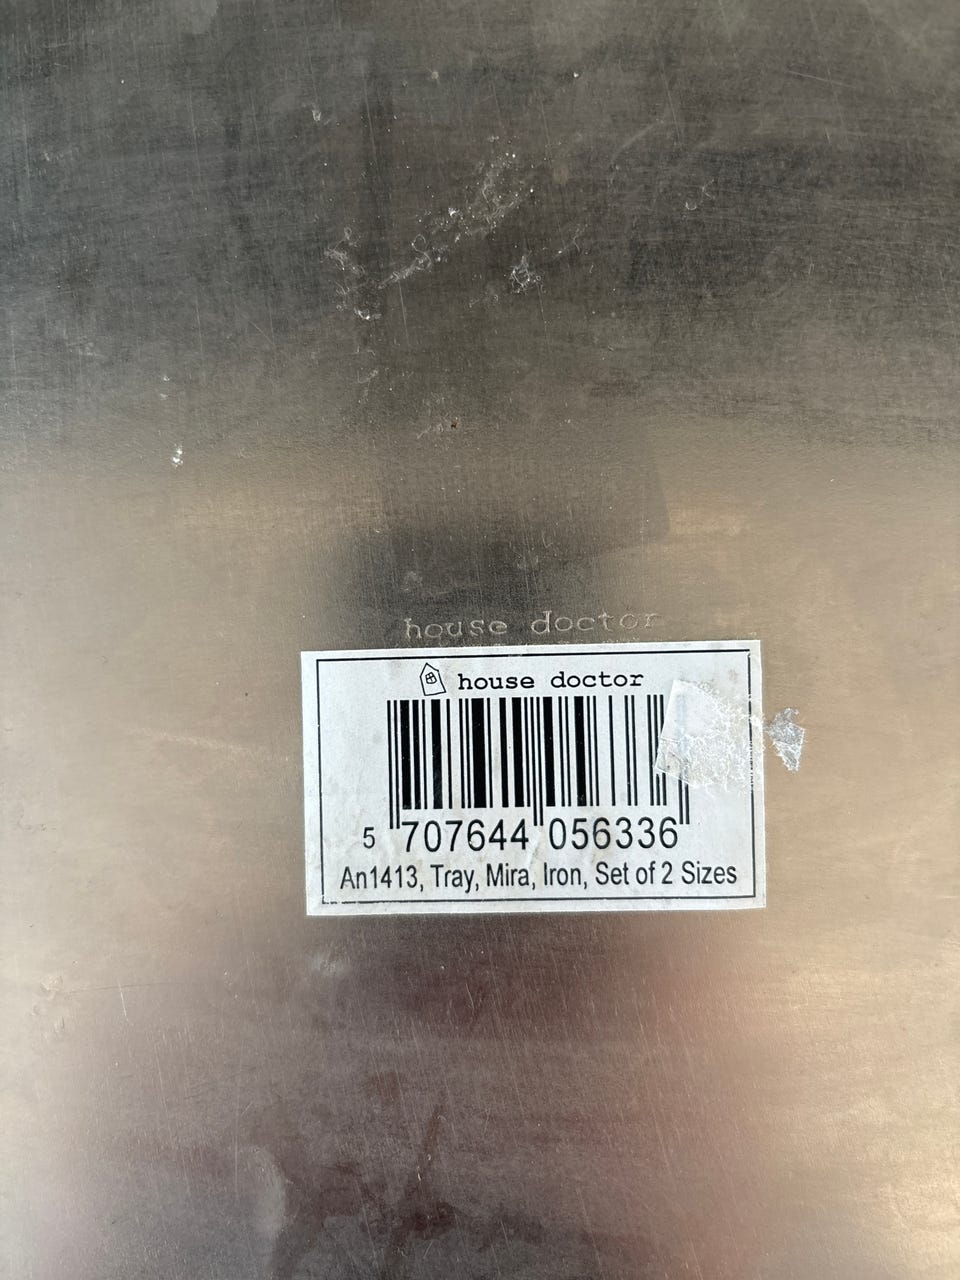 house doctor
house doctor
5 707644 056336
An1413, Tray, Mira, Iron, Set of 2 Sizes